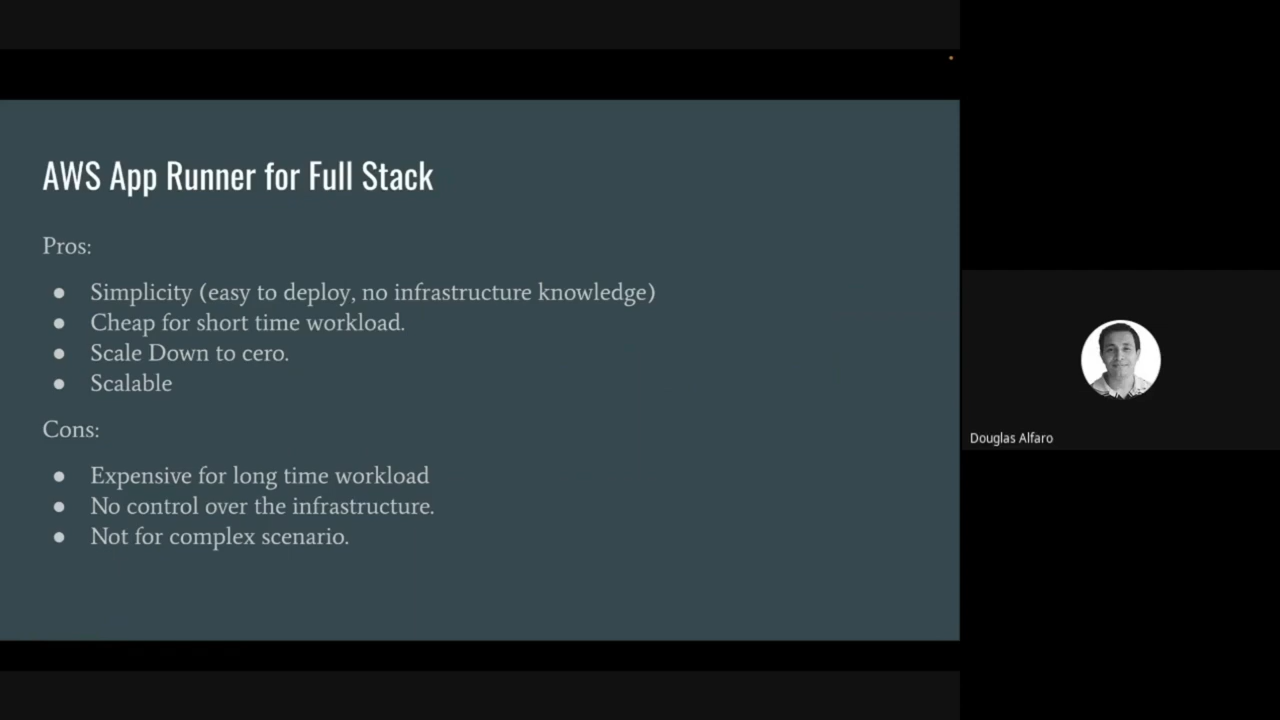 AWS App Runner for Full Stack
Pros:
● Simplicity (easy to deploy, no infrastructure knowledge)
● Cheap for short time workload.
● Scale Down to cero.
● Scalable
Cons:
● Expensive for long time workload
● No control over the infrastructure.
● Not for complex scenario.
Douglas Alfaro